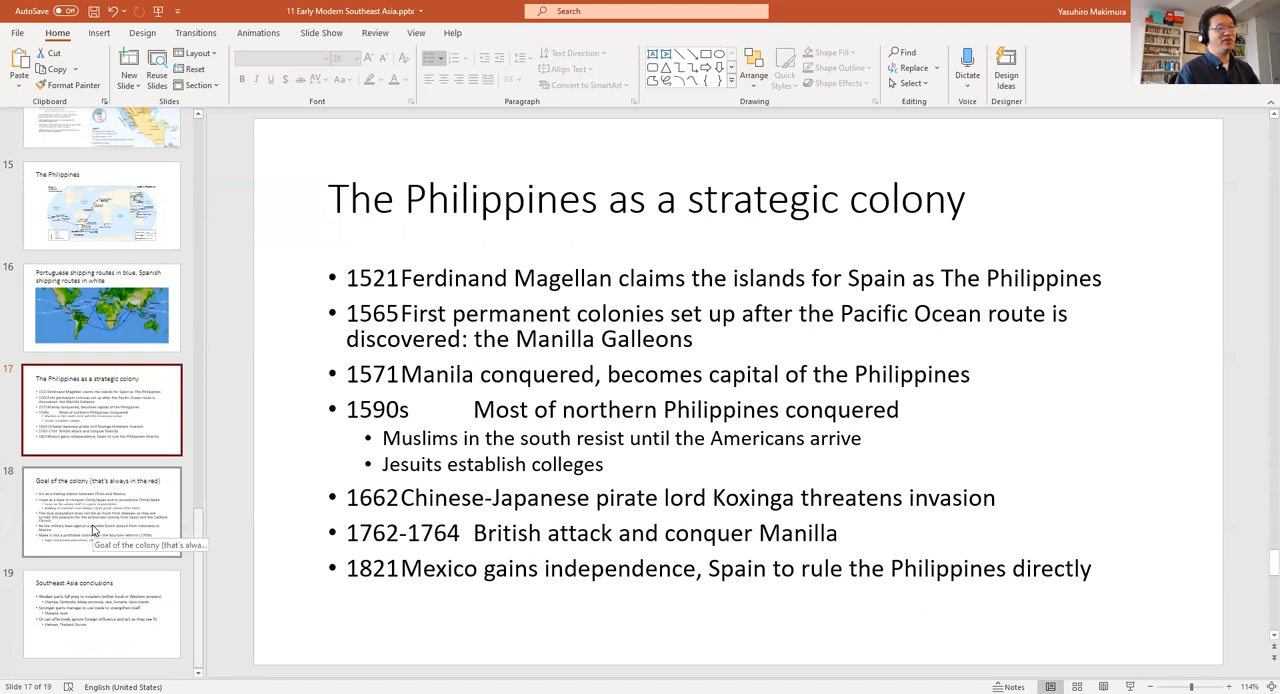 AutoSave Off
11 Early Modern Southeast Asia.pptx
Search
Yasuhiro Makimura
File Home Insert Design Transitions Animations Slide Show Review View Help
Paste
Cut
Copy
Format Painter
Clipboard
New Slide
Reuse Slides
Layout
Reset
Section
Slides
28
B I U S ab AV Aa
Font
Text Direction
Align Text
Convert to SmartArt
Paragraph
Arrange
Quick Styles
Shape Fill
Shape Outline
Shape Effects
Drawing
Find
Replace
Select
Editing
Dictate
Voice
Design Ideas
Designer
15
The Philippines
16
Portuguese shipping routes in blue, Spanish
shipping routes in white
17
The Philippines as a strategic colony
18
Goal of the colony (that's always in the red)
Goal of the colony (that's alwa...
19
Southeast Asia conclusions
The Philippines as a strategic colony
• 1521Ferdinand Magellan claims the islands for Spain as The Philippines
• 1565First permanent colonies set up after the Pacific Ocean route is
discovered: the Manilla Galleons
• 1571Manila conquered, becomes capital of the Philippines
• 1590s Most of northern Philippines conquered
• Muslims in the south resist until the Americans arrive
• Jesuits establish colleges
• 1662Chinese-Japanese pirate lord Koxinga threatens invasion
• 1762-1764 British attack and conquer Manilla
• 1821Mexico gains independence, Spain to rule the Philippines directly
Slide 17 of 19
English (United States)
Notes
114%